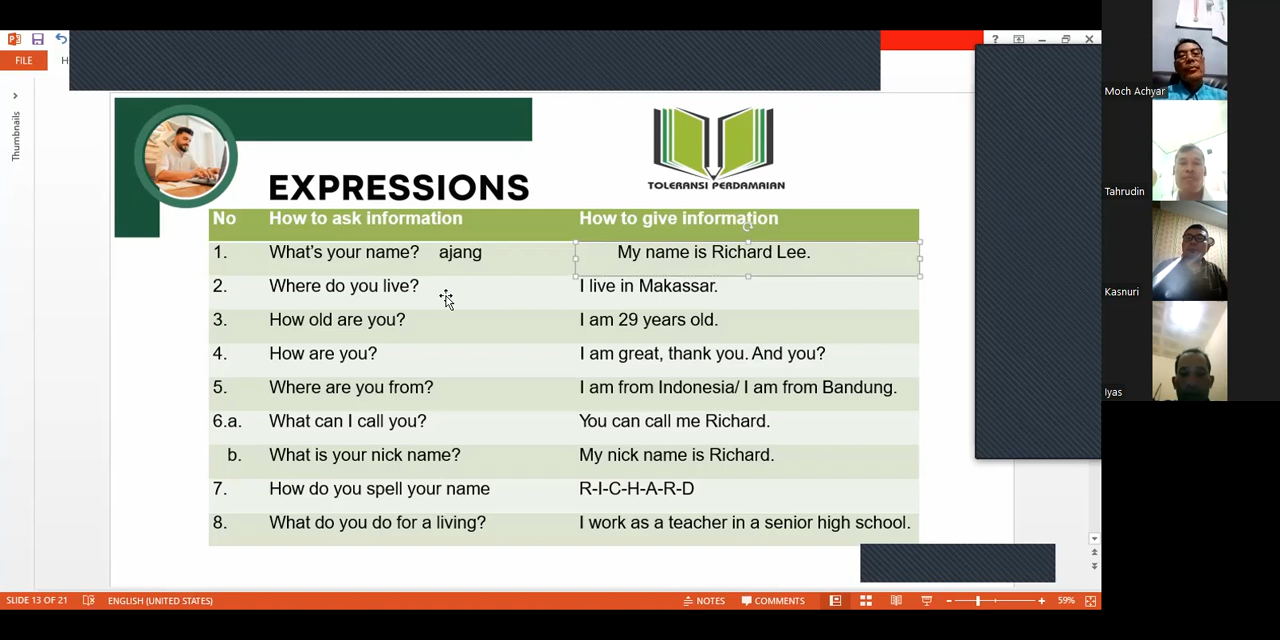 FILE
H
Thumbnails
EXPRESSIONS
TOLERANSI PERDAMAIAN
No How to ask information How to give information
1. What's your name? ajang My name is Richard Lee.
2. Where do you live? I live in Makassar.
3. How old are you? I am 29 years old.
4. How are you? I am great, thank you. And you?
5. Where are you from? I am from Indonesia/ I am from Bandung.
6.a. What can I call you? You can call me Richard.
b. What is your nick name? My nick name is Richard.
7. How do you spell your name R-I-C-H-A-R-D
8. What do you do for a living? I work as a teacher in a senior high school.
SLIDE 13 OF 21 ENGLISH (UNITED STATES) NOTES COMMENTS 59%
Moch Achyar
Tahrudin
Kasnuri
Iyas